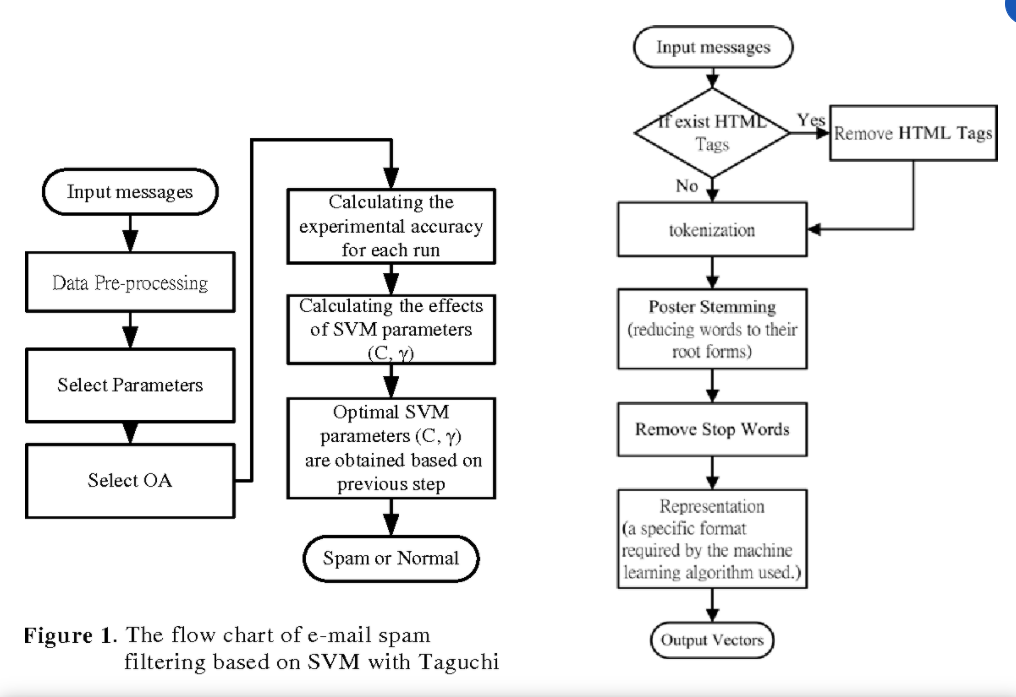 Input messages
Data Pre-processing
Select Parameters
Select OA
Calculating the
experimental accuracy
for each run
Calculating the effects
of SVM parameters
(C, γ)
Optimal SVM
parameters (C, γ)
are obtained based on
previous step
Spam or Normal
Figure 1. The flow chart of e-mail spam
filtering based on SVM with Taguchi
Input messages
If exist HTML
Tags
Yes
Remove HTML Tags
No
tokenization
Poster Stemming
(reducing words to their
root forms)
Remove Stop Words
Representation
(a specific format
required by the machine
learning algorithm used.)
Output Vectors